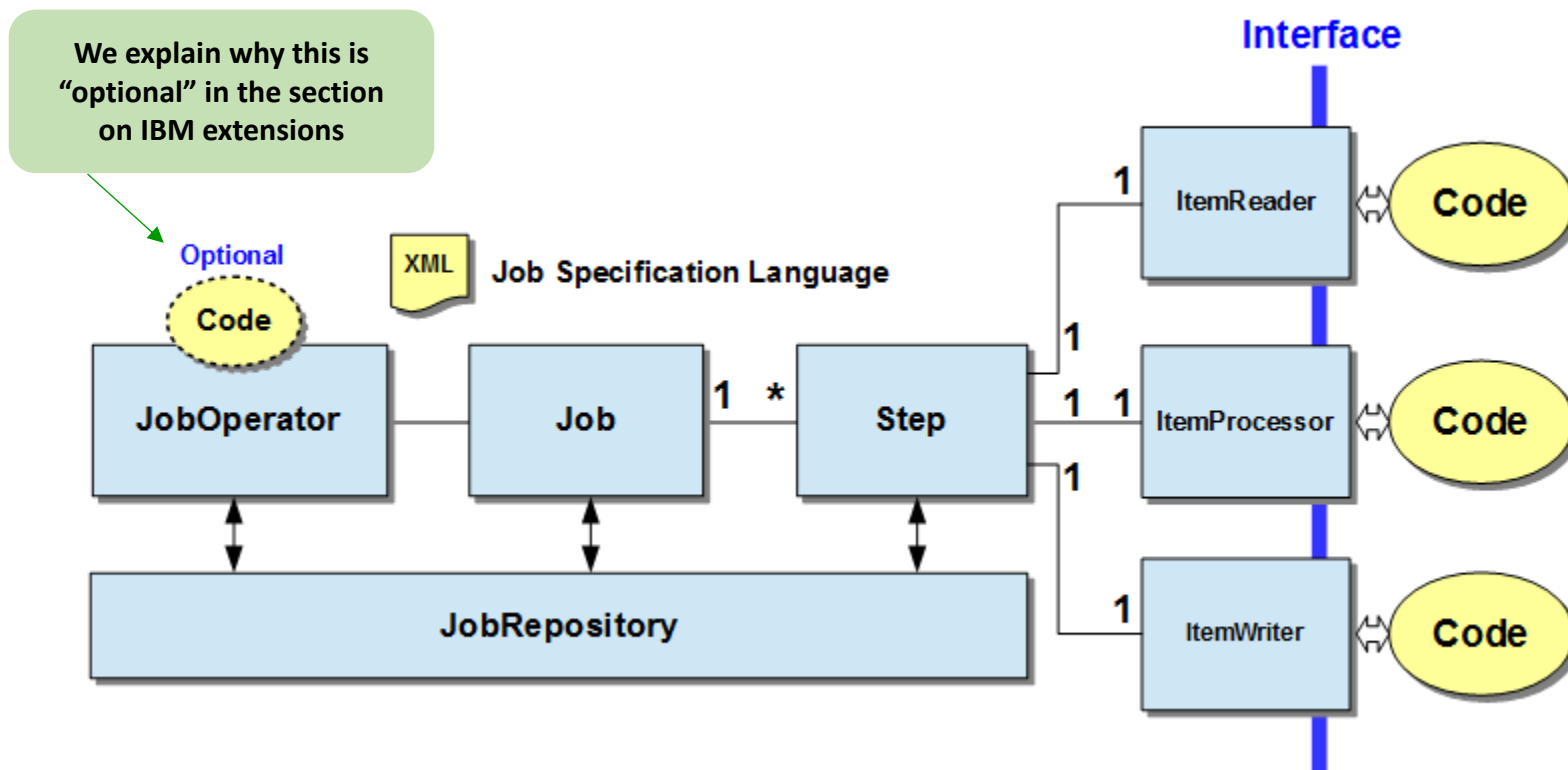 We explain why this is
“optional” in the section
on IBM extensions
Interface
Optional
Code
XML
Job Specification Language
JobOperator
Job
1 *
Step
1
1
1 1
1
1
ItemReader
Code
ItemProcessor
Code
ItemWriter
Code
JobRepository